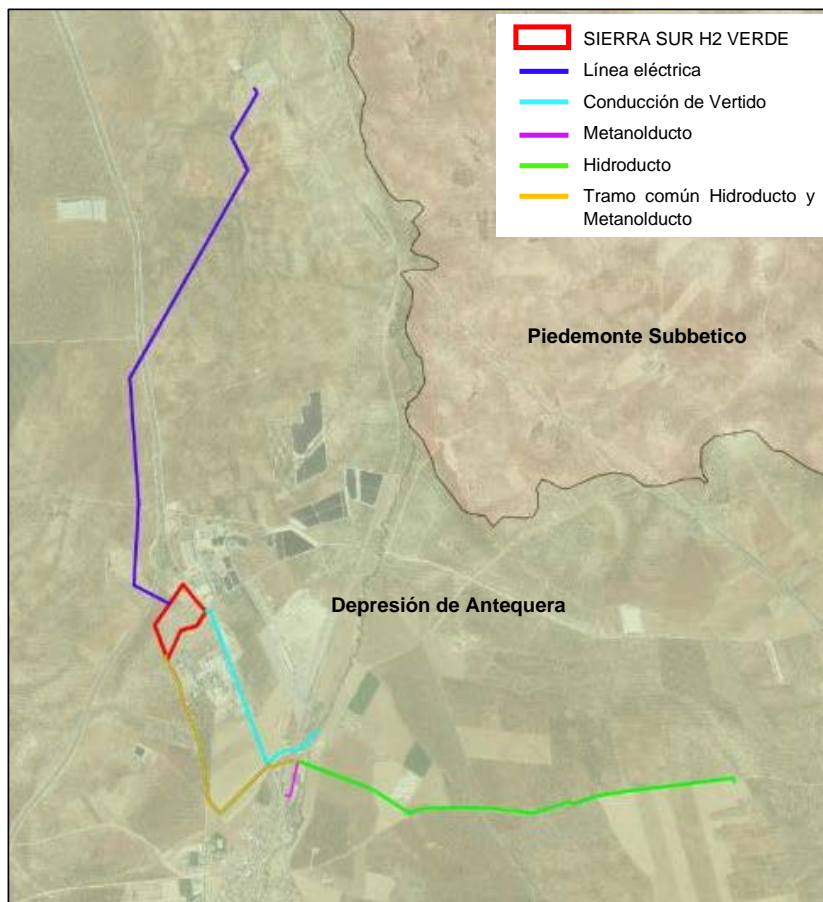 SIERRA SUR H2 VERDE
Línea eléctrica
Conducción de Vertido
Metanolducto
Hidroducto
Tramo común Hidroducto y
Metanolducto
Piedemonte Subbetico
Depresión de Antequera